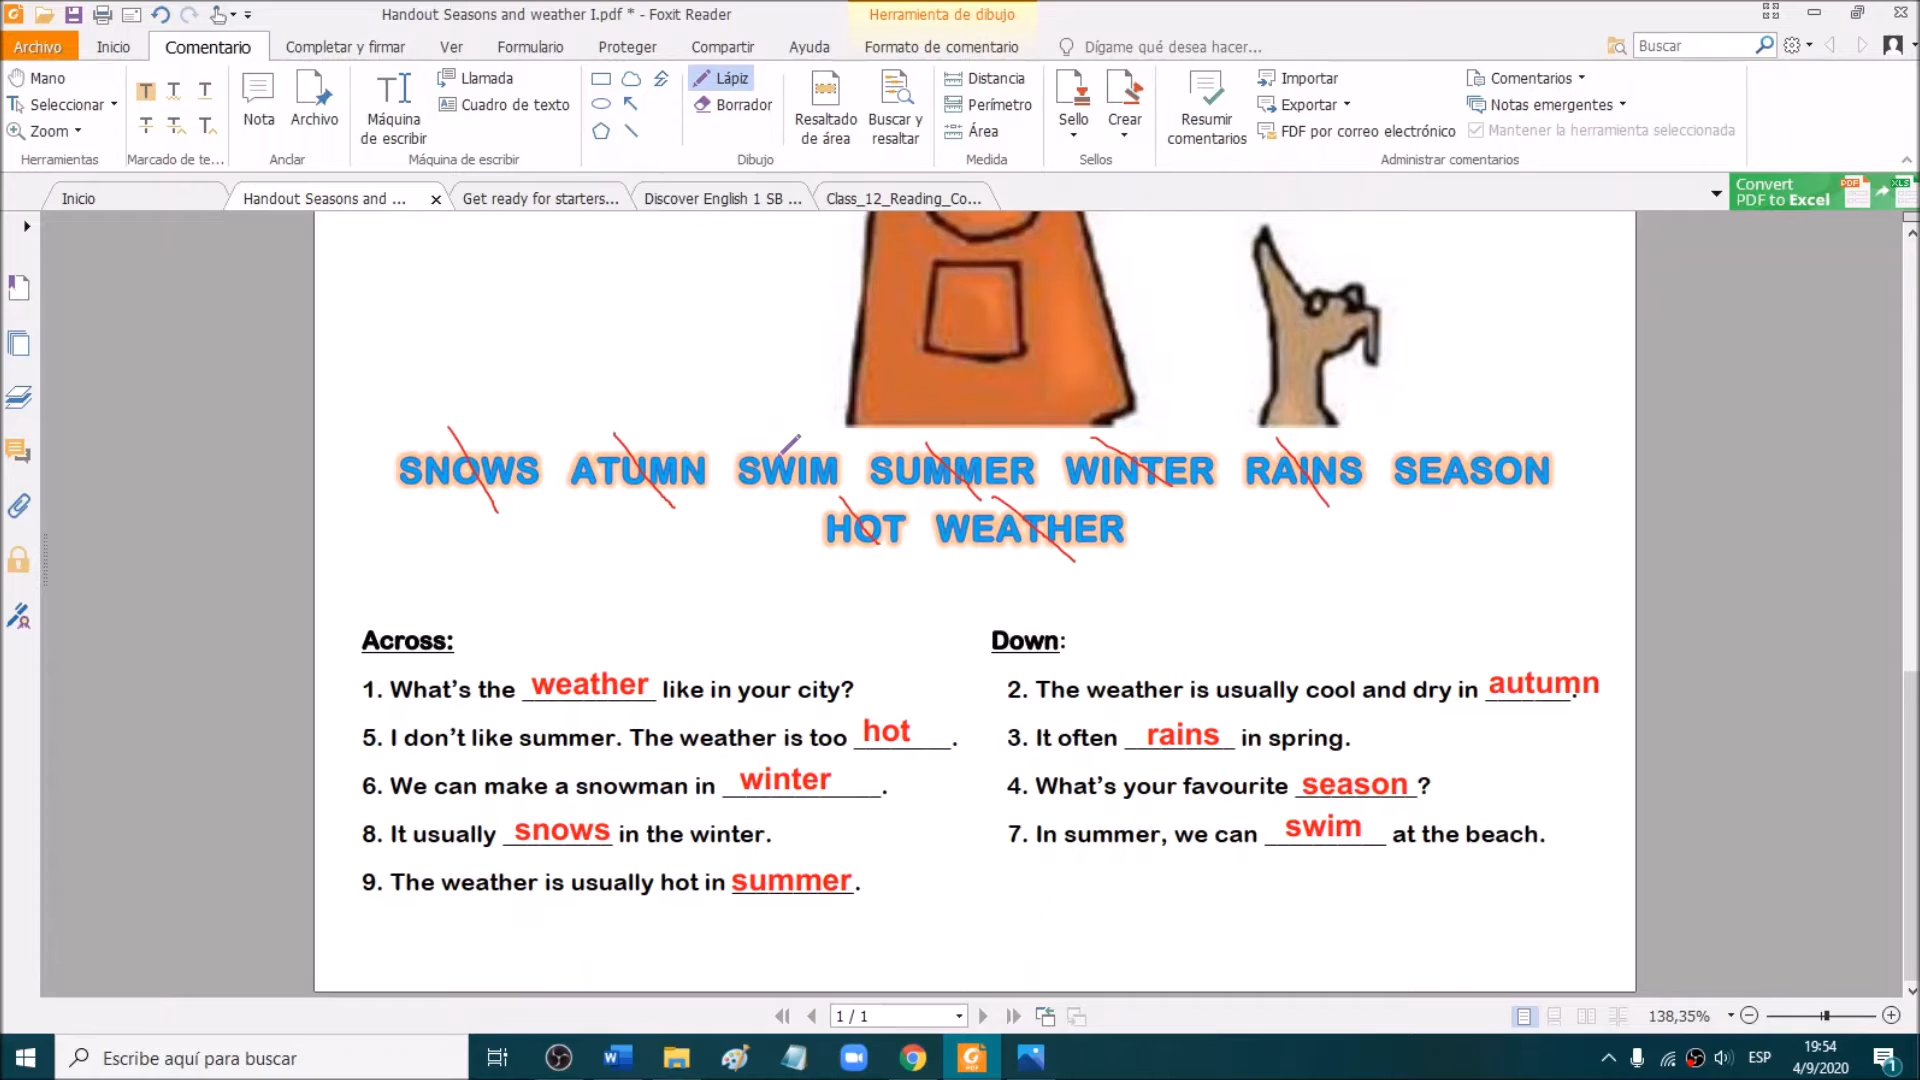 Handout Seasons and weather I.pdf * - Foxit Reader
Herramienta de dibujo
Archivo Inicio Comentario Completar y firmar Ver Formulario Proteger Compartir Ayuda Formato de comentario Dígame qué desea hacer... Buscar
Mano
Seleccionar
Zoom
Herramientas
Marcado de te...
Nota
Archivo
Anclar
Máquina de escribir
Llamada
Cuadro de texto
Máquina de escribir
Lápiz
Borrador
Dibujo
Resaltado de área
Buscar y resaltar
Distancia
Perímetro
Área
Medida
Sello
Crear
Sellos
Resumir comentarios
Importar
Exportar
FDF por correo electrónico
Comentarios
Notas emergentes
Mantener la herramienta seleccionada
Administrar comentarios
Inicio Handout Seasons and ... Get ready for starters... Discover English 1 SB ... Class_12_Reading_Co...
Convert
PDF to Excel
PDF XLS
SNOWS ATUMN SWIM SUMMER WINTER RAINS SEASON
HOT WEATHER
Across:
1. What's the weather like in your city?
5. I don't like summer. The weather is too hot.
6. We can make a snowman in winter.
8. It usually snows in the winter.
9. The weather is usually hot in summer.
Down:
2. The weather is usually cool and dry in autumn.
3. It often rains in spring.
4. What's your favourite season?
7. In summer, we can swim at the beach.
1 / 1
138,35%
Escribe aquí para buscar
ESP
19:54
4/9/2020
1